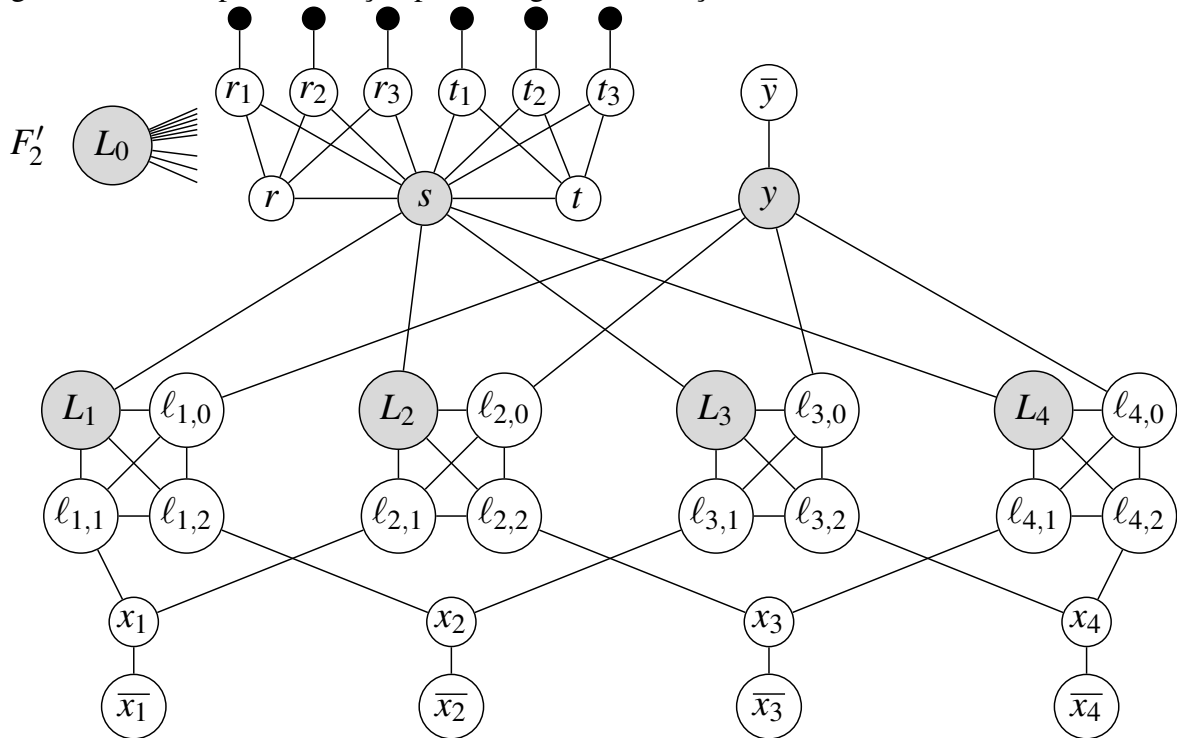 r₁ r₂ r₃ t₁ t₂ t₃ y̅
F′₂ L₀
r s t y
L₁ ℓ₁,₀ L₂ ℓ₂,₀ L₃ ℓ₃,₀ L₄ ℓ₄,₀
ℓ₁,₁ ℓ₁,₂ ℓ₂,₁ ℓ₂,₂ ℓ₃,₁ ℓ₃,₂ ℓ₄,₁ ℓ₄,₂
x₁ x₂ x₃ x₄
x̅₁ x̅₂ x̅₃ x̅₄